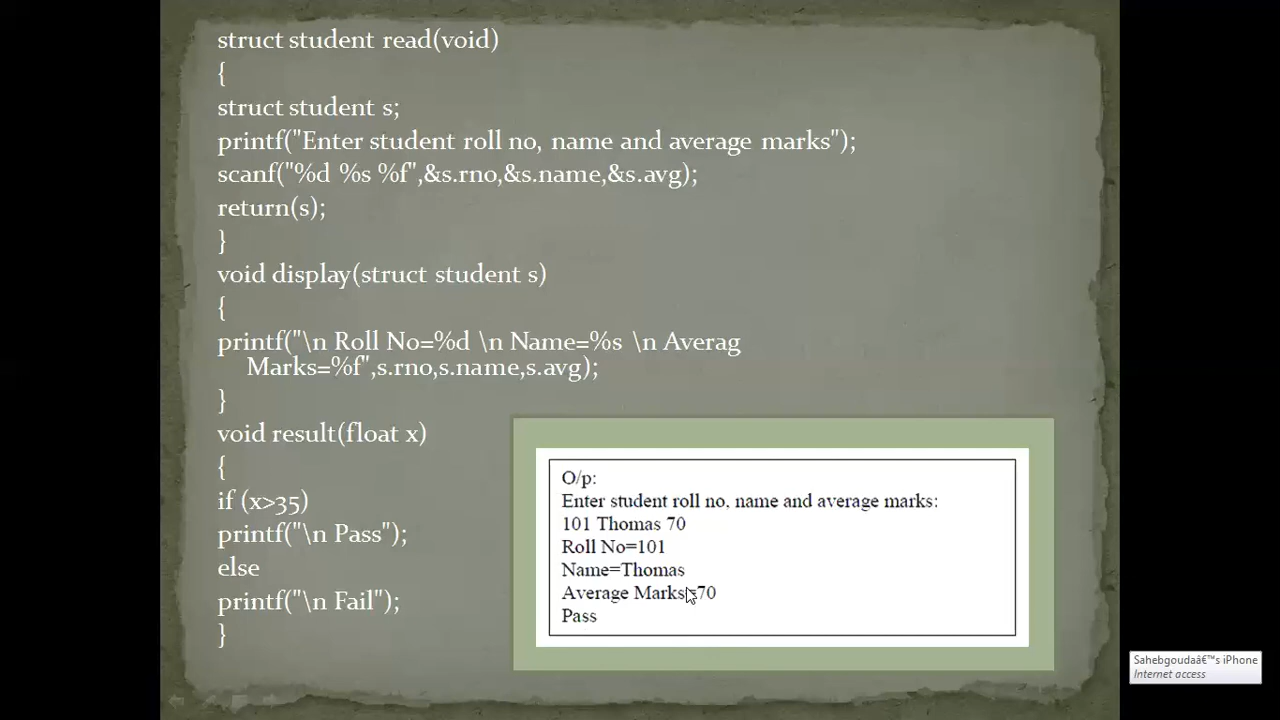 struct student read(void)
{
struct student s;
printf("Enter student roll no, name and average marks");
scanf("%d %s %f",&s.rno,&s.name,&s.avg);
return(s);
}
void display(struct student s)
{
printf("\n Roll No=%d \n Name=%s \n Averag
Marks=%f",s.rno,s.name,s.avg);
}
void result(float x)
{
if (x>35)
printf("\n Pass");
else
printf("\n Fail");
}
O/p:
Enter student roll no, name and average marks:
101 Thomas 70
Roll No=101
Name=Thomas
Average Marks=70
Pass
Sahebgoudaâ€™s iPhone
Internet access